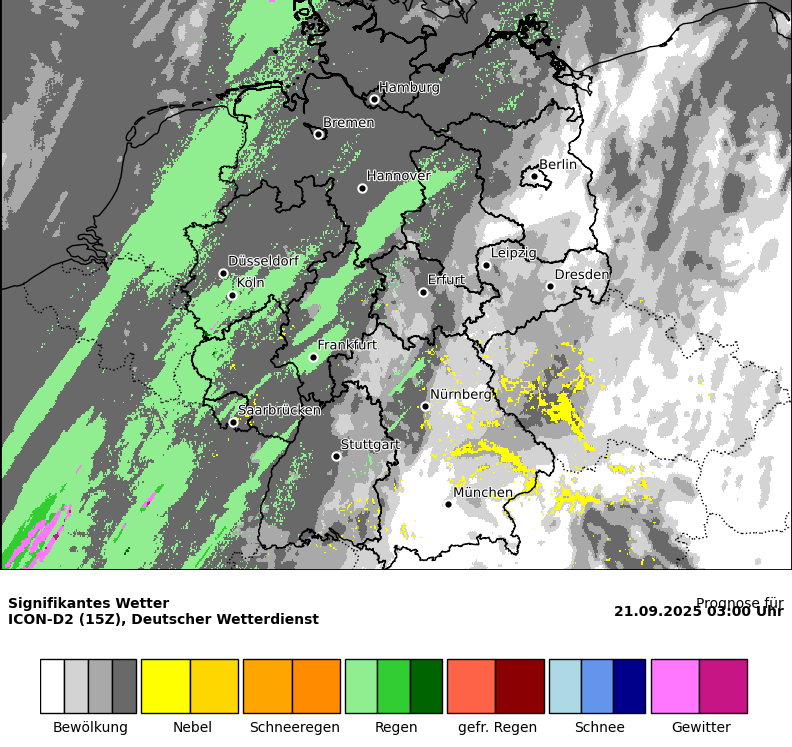 Hamburg
Bremen
Berlin
Hannover
Leipzig
Düsseldorf
Dresden
Köln
Erfurt
Frankfurt
Nürnberg
Saarbrücken
Stuttgart
München
Signifikantes Wetter
Prognose für
ICON-D2 (15Z), Deutscher Wetterdienst
21.09.2025 03:00 Uhr
Bewölkung Nebel Schneeregen Regen gefr. Regen Schnee Gewitter